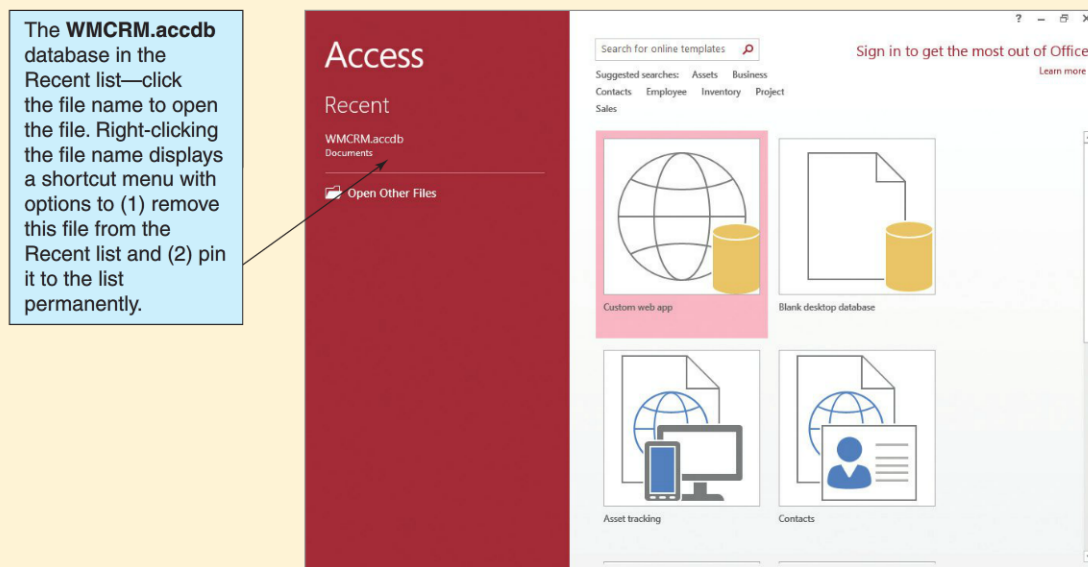 The WMCRM.accdb
database in the
Recent list—click
the file name to open
the file. Right-clicking
the file name displays
a shortcut menu with
options to (1) remove
this file from the
Recent list and (2) pin
it to the list
permanently.
Access
Recent
WMCRM.accdb
Documents
Open Other Files
? – X
Search for online templates
Suggested searches: Assets Business
Contacts Employee Inventory Project
Sales
Sign in to get the most out of Office
Learn more
Custom web app
Blank desktop database
Asset tracking
Contacts